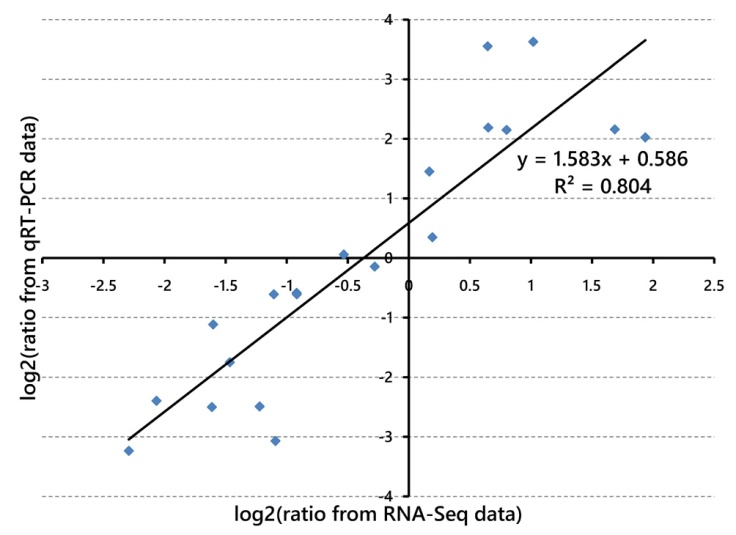 4
3
2
y = 1.583x + 0.586
R² = 0.804
1
0
-3 -2.5 -2 -1.5 -1 -0.5 0 0.5 1 1.5 2 2.5
-1
-2
-3
-4
log2(ratio from qRT-PCR data)
log2(ratio from RNA-Seq data)